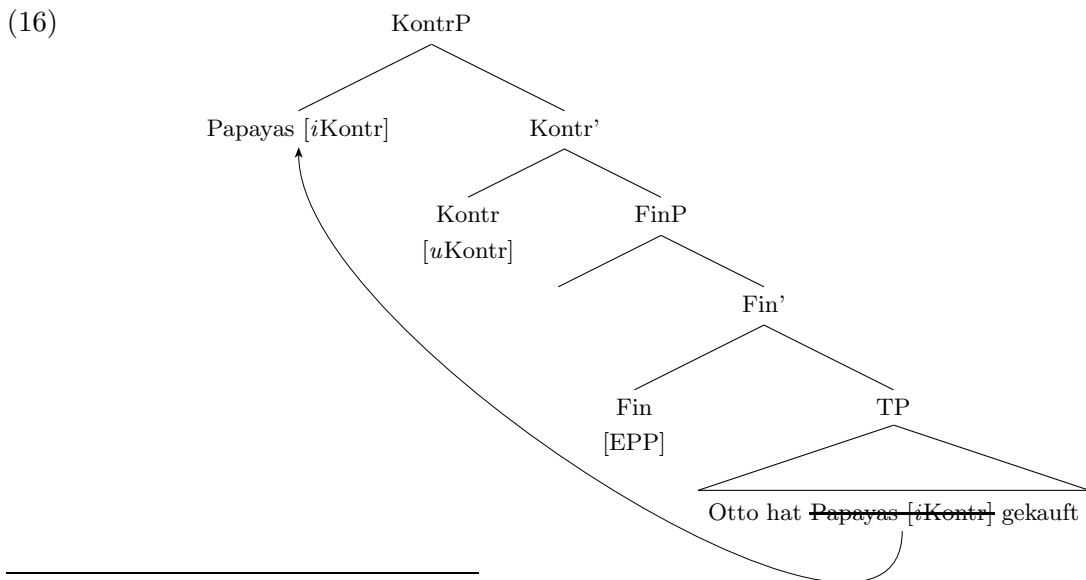 (16)
KontrP
Papayas [iKontr] Kontr'
Kontr FinP
[uKontr]
Fin'
Fin TP
[EPP]
Otto hat Papayas [iKontr] gekauft